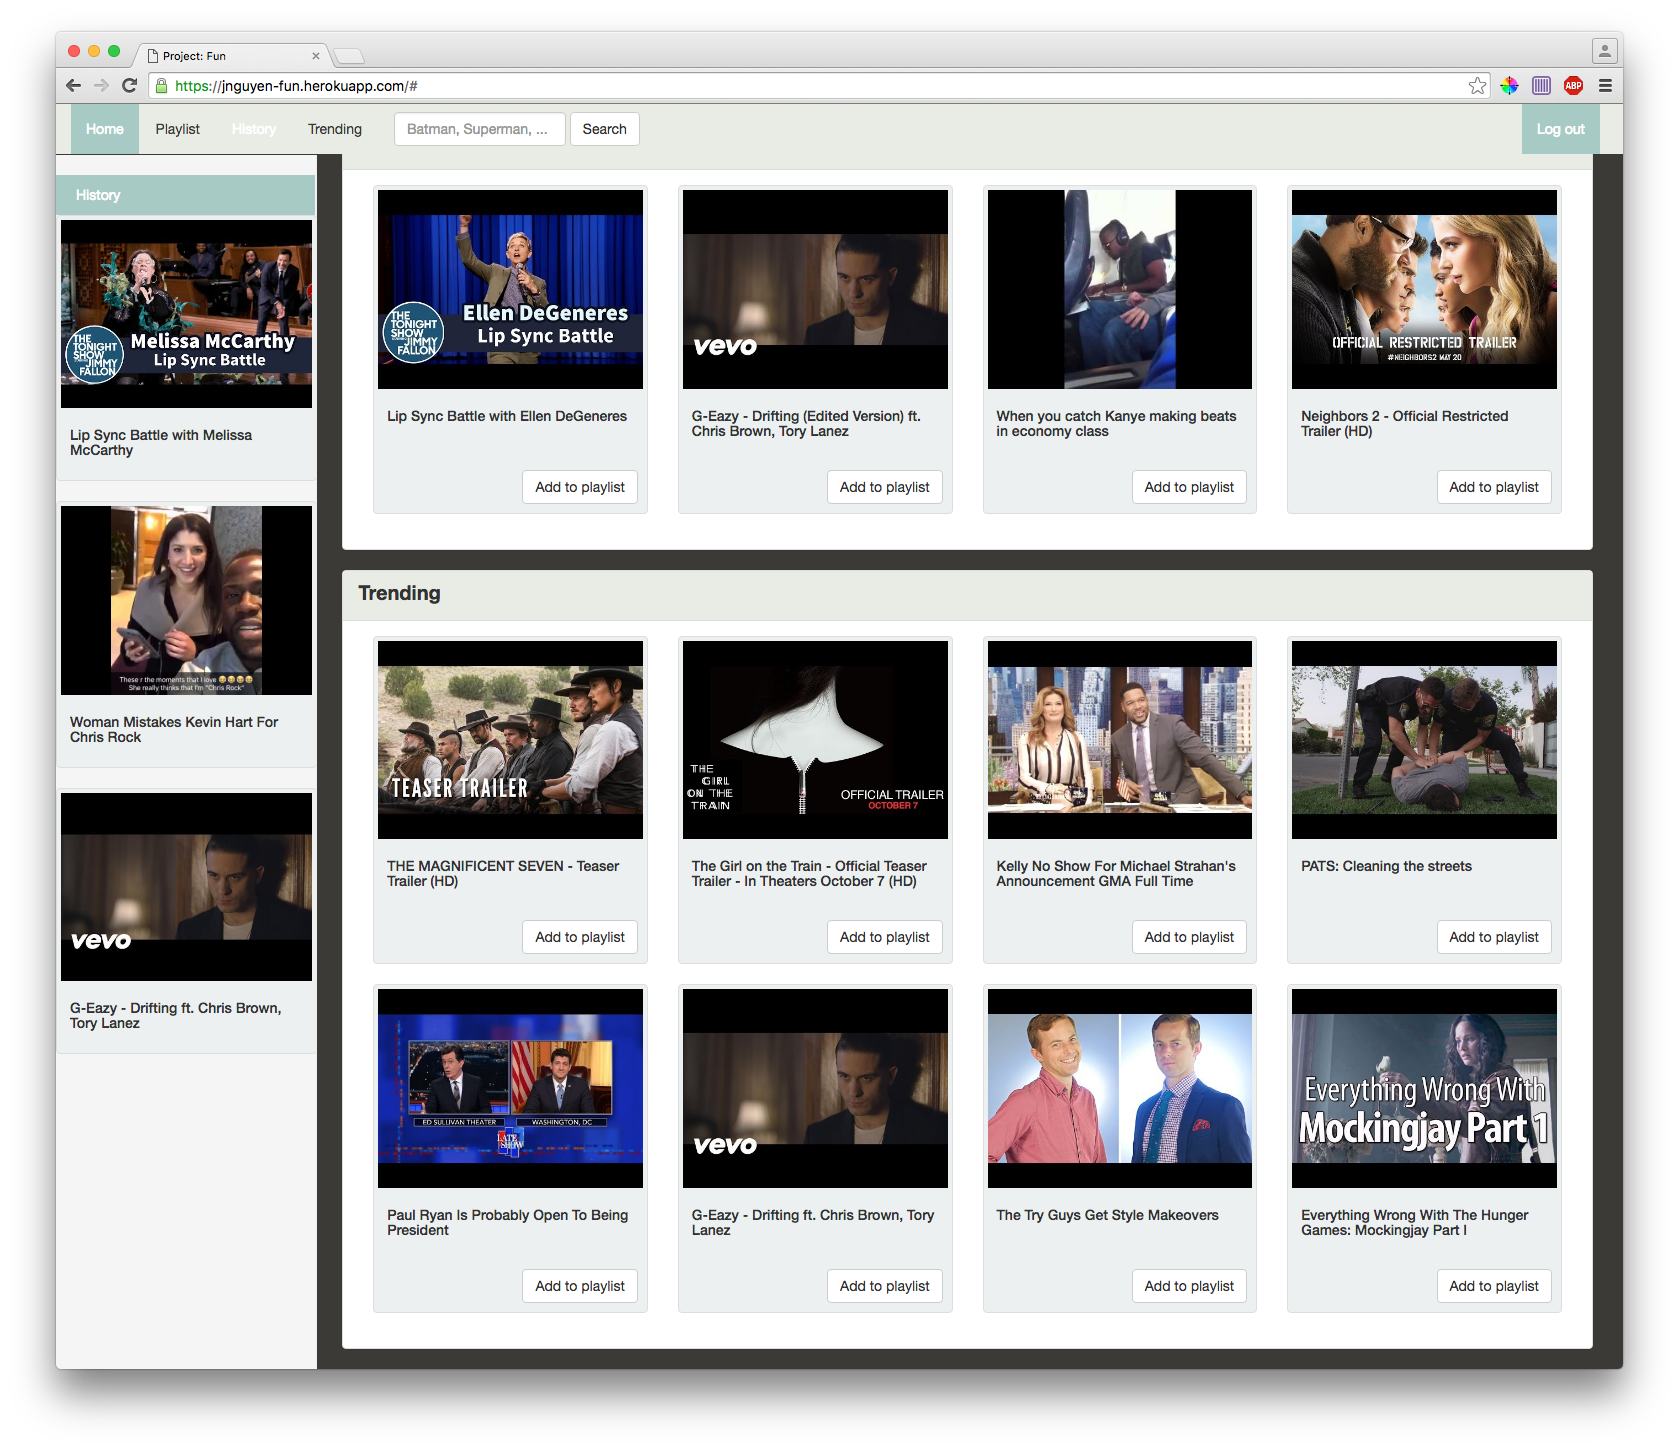 Project: Fun
https://jnguyen-fun.herokuapp.com/#
ABP
Home
Playlist
History
Trending
Batman, Superman, ...
Search
Log out
History
THE
TONIGHT
SHOW
JIMMY
FALLON
Melissa McCarthy
Lip Sync Battle
Lip Sync Battle with Melissa
McCarthy
These r the moments that I love
She really thinks that I'm "Chris Rock"
Woman Mistakes Kevin Hart For
Chris Rock
vevo
G-Eazy - Drifting ft. Chris Brown,
Tory Lanez
THE
TONIGHT
SHOW
JIMMY
FALLON
Ellen DeGeneres
Lip Sync Battle
Lip Sync Battle with Ellen DeGeneres
Add to playlist
vevo
G-Eazy - Drifting (Edited Version) ft.
Chris Brown, Tory Lanez
Add to playlist
When you catch Kanye making beats
in economy class
Add to playlist
OFFICIAL RESTRICTED TRAILER
#NEIGHBORS2 MAY 20
Neighbors 2 - Official Restricted
Trailer (HD)
Add to playlist
Trending
TEASER TRAILER
THE MAGNIFICENT SEVEN - Teaser
Trailer (HD)
Add to playlist
THE
GIRL
ON THE
TRAIN
OFFICIAL TRAILER
OCTOBER 7
The Girl on the Train - Official Teaser
Trailer - In Theaters October 7 (HD)
Add to playlist
Kelly No Show For Michael Strahan's
Announcement GMA Full Time
Add to playlist
PATS: Cleaning the streets
Add to playlist
ED SULLIVAN THEATER
WASHINGTON, DC
LATE
SHOW
Paul Ryan Is Probably Open To Being
President
Add to playlist
vevo
G-Eazy - Drifting ft. Chris Brown, Tory
Lanez
Add to playlist
The Try Guys Get Style Makeovers
Add to playlist
Everything Wrong With
Mockingjay Part 1
Everything Wrong With The Hunger
Games: Mockingjay Part I
Add to playlist